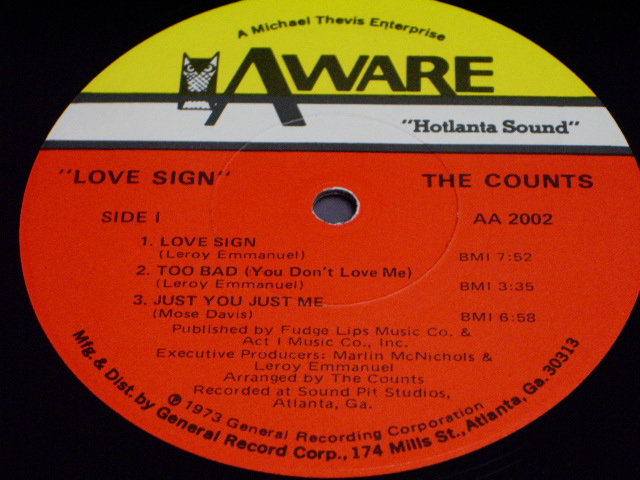 A Michael Thevis Enterprise
AWARE
"Hotlanta Sound"
"LOVE SIGN"
THE COUNTS
SIDE I
AA 2002
1. LOVE SIGN
(Leroy Emmanuel)
BMI 7:52
2. TOO BAD (You Don't Love Me)
(Leroy Emmanuel)
BMI 3:35
3. JUST YOU JUST ME
(Mose Davis)
BMI 6:58
Published by Fudge Lips Music Co. &
Act I Music Co., Inc.
Executive Producers: Marlin McNichols &
Leroy Emmanuel
Arranged by The Counts
Recorded at Sound Pit Studios,
Atlanta, Ga.
℗ 1973 General Recording Corporation
Mfg. & Dist. by General Record Corp., 174 Mills St., Atlanta, Ga. 30313